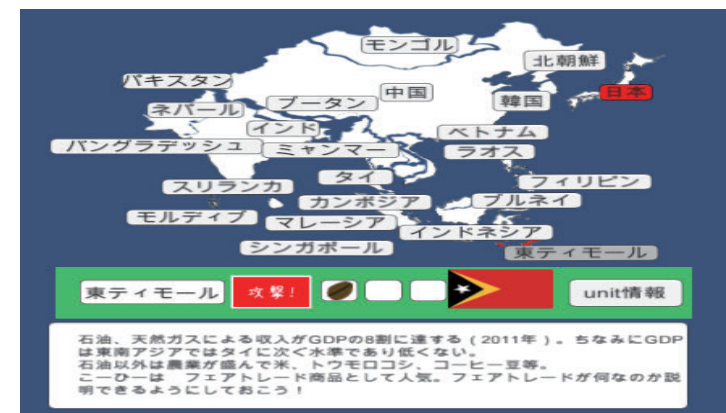 モンゴル
北朝鮮
パキスタン
中国
日本
ネパール
ブータン
韓国
インド
ベトナム
バングラデッシュ
ミャンマー
ラオス
タイ
スリランカ
フィリピン
カンボジア
ブルネイ
モルディブ
マレーシア
インドネシア
シンガポール
東ティモール
東ティモール
攻撃!
unit情報
石油、天然ガスによる収入がGDPの8割に達する(2011年)。ちなみにGDP
は東南アジアではタイに次ぐ水準であり低くない。
石油以外は農業が盛んで米、トウモロコシ、コーヒー豆等。
こーひーは フェアトレード商品として人気。フェアトレードが何なのか説
明できるようにしておこう!